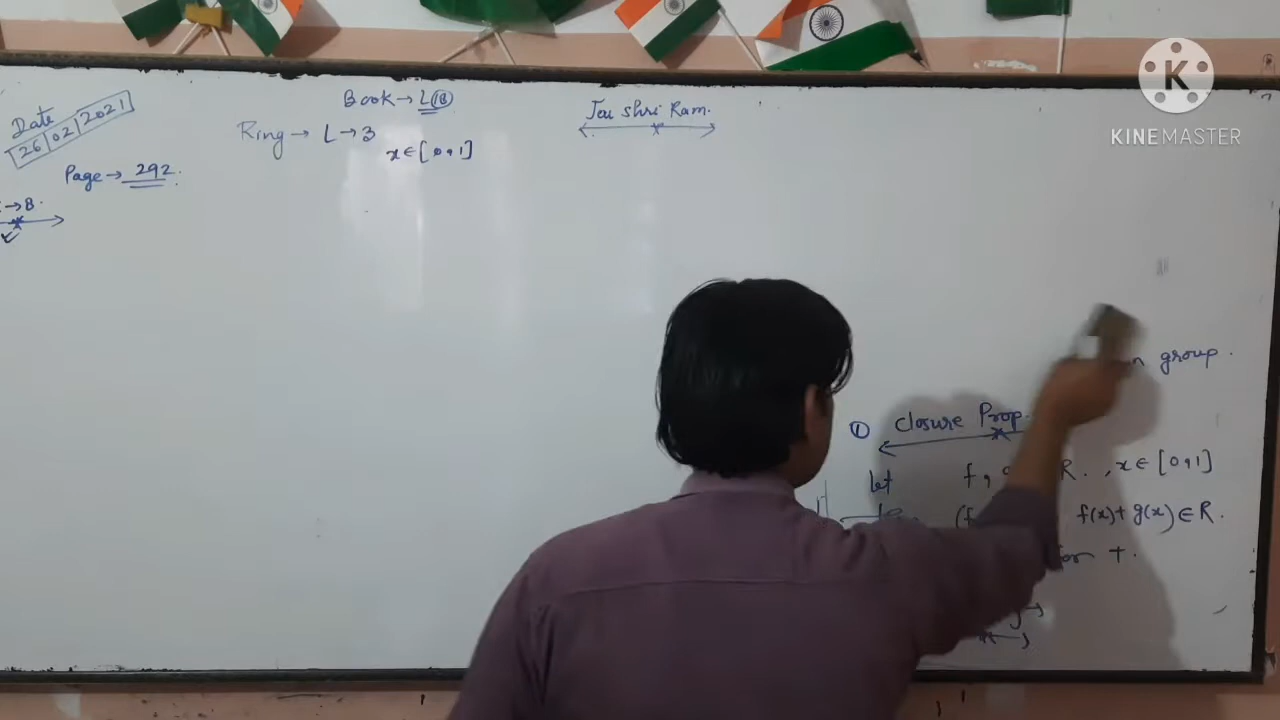 Date
26/02/2021
Book → L(18)
Ring → L → 3
x ∈ [0,1]
Jai Shri Ram.
Page → 292.
→ B.
KINEMASTER
group.
① Closure Prop.
let f, R. , x ∈ [0,1]
(f f(x) + g(x) ∈ R.
for +.